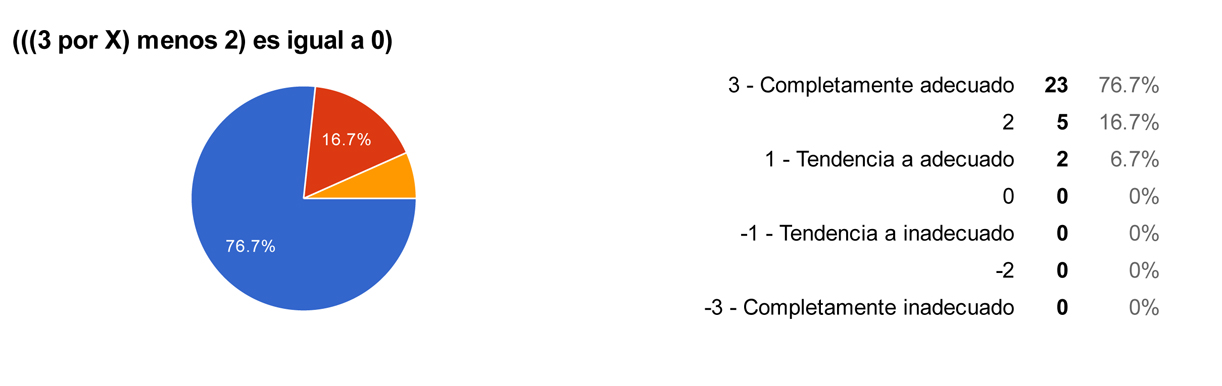 (((3 por X) menos 2) es igual a 0)
16.7%
76.7%
3 - Completamente adecuado 23 76.7%
2 5 16.7%
1 - Tendencia a adecuado 2 6.7%
0 0 0%
-1 - Tendencia a inadecuado 0 0%
-2 0 0%
-3 - Completamente inadecuado 0 0%